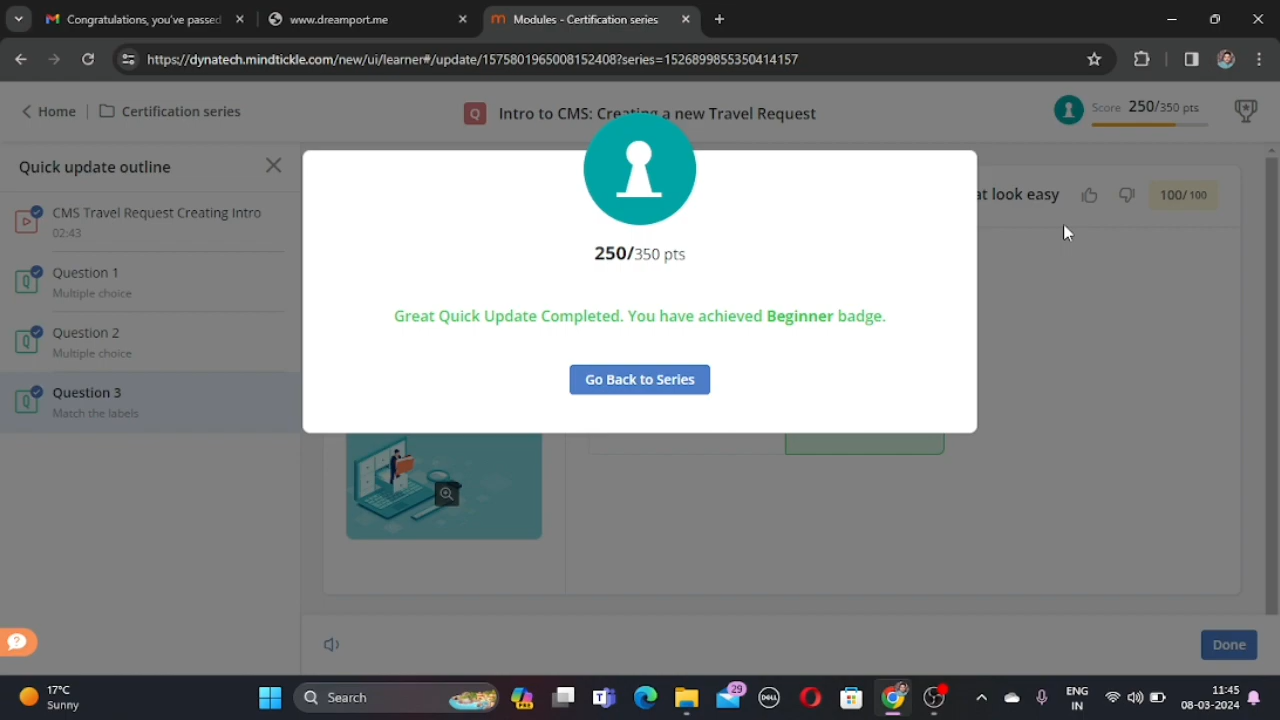 Congratulations, you've passed
www.dreamport.me
Modules - Certification series
https://dynatech.mindtickle.com/new/ui/learner#/update/1575801965008152408?series=1526899855350414157
Home
Certification series
Q
Intro to CMS: Creating a new Travel Request
Score 250/350 pts
Quick update outline
CMS Travel Request Creating Intro
02:43
Question 1
Multiple choice
Question 2
Multiple choice
Question 3
Match the labels
at look easy
100/100
250/350 pts
Great Quick Update Completed. You have achieved Beginner badge.
Go Back to Series
Done
17°C
Sunny
Search
29
DELL
ENG
IN
11:45
08-03-2024